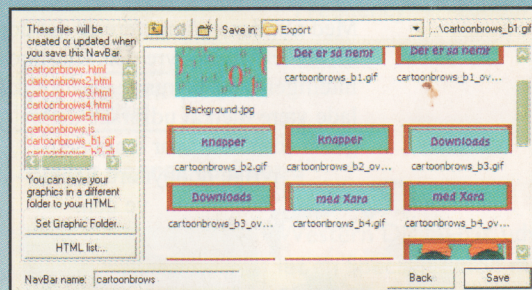 These files will be
created or updated when
you save this NavBar.
cartoonbrows.html
cartoonbrows2.html
cartoonbrows3.html
cartoonbrows4.html
cartoonbrows5.html
cartoonbrows.js
cartoonbrows_b1.gif
cartoonbrows_b2.gif
You can save your
graphics in a different
folder to your HTML.
Set Graphic Folder...
HTML list...
Save in: Export
...\cartoonbrows_b1.gif
Der er så nemt
Der er så nemt
cartoonbrows_b1.gif
cartoonbrows_b1_ov...
Background.jpg
Knapper
Knapper
Downloads
cartoonbrows_b2.gif
cartoonbrows_b2_ov...
cartoonbrows_b3.gif
Downloads
med Xara
med Xara
cartoonbrows_b3_ov...
cartoonbrows_b4.gif
cartoonbrows_b4_ov...
NavBar name: cartoonbrows
Back
Save